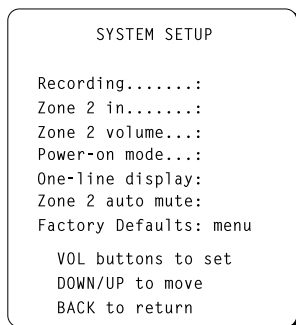 SYSTEM SETUP
Recording.......:
Zone 2 in.......:
Zone 2 volume...:
Power-on mode...:
One-line display:
Zone 2 auto mute:
Factory Defaults: menu
VOL buttons to set
DOWN/UP to move
BACK to return